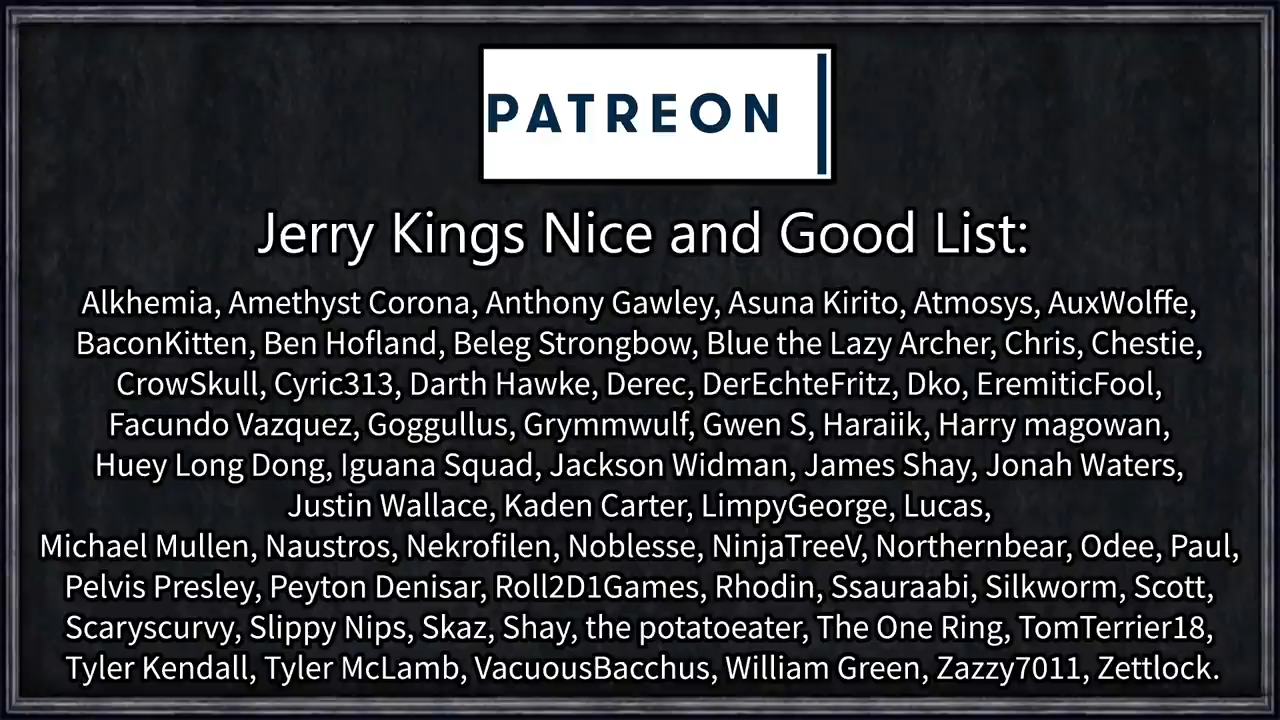 PATREON
Jerry Kings Nice and Good List:
Alkhemia, Amethyst Corona, Anthony Gawley, Asuna Kirito, Atmosys, AuxWolffe,
BaconKitten, Ben Hofland, Beleg Strongbow, Blue the Lazy Archer, Chris, Chestie,
CrowSkull, Cyric313, Darth Hawke, Derec, DerEchteFritz, Dko, EremiticFool,
Facundo Vazquez, Goggullus, Grymmwulf, Gwen S, Haraiik, Harry magowan,
Huey Long Dong, Iguana Squad, Jackson Widman, James Shay, Jonah Waters,
Justin Wallace, Kaden Carter, LimpyGeorge, Lucas,
Michael Mullen, Naustros, Nekrofilen, Noblesse, NinjaTreeV, Northernbear, Odee, Paul,
Pelvis Presley, Peyton Denisar, Roll2D1Games, Rhodin, Ssauraabi, Silkworm, Scott,
Scaryscurvy, Slippy Nips, Skaz, Shay, the potatoeater, The One Ring, TomTerrier18,
Tyler Kendall, Tyler McLamb, VacuousBacchus, William Green, Zazzy7011, Zettlock.